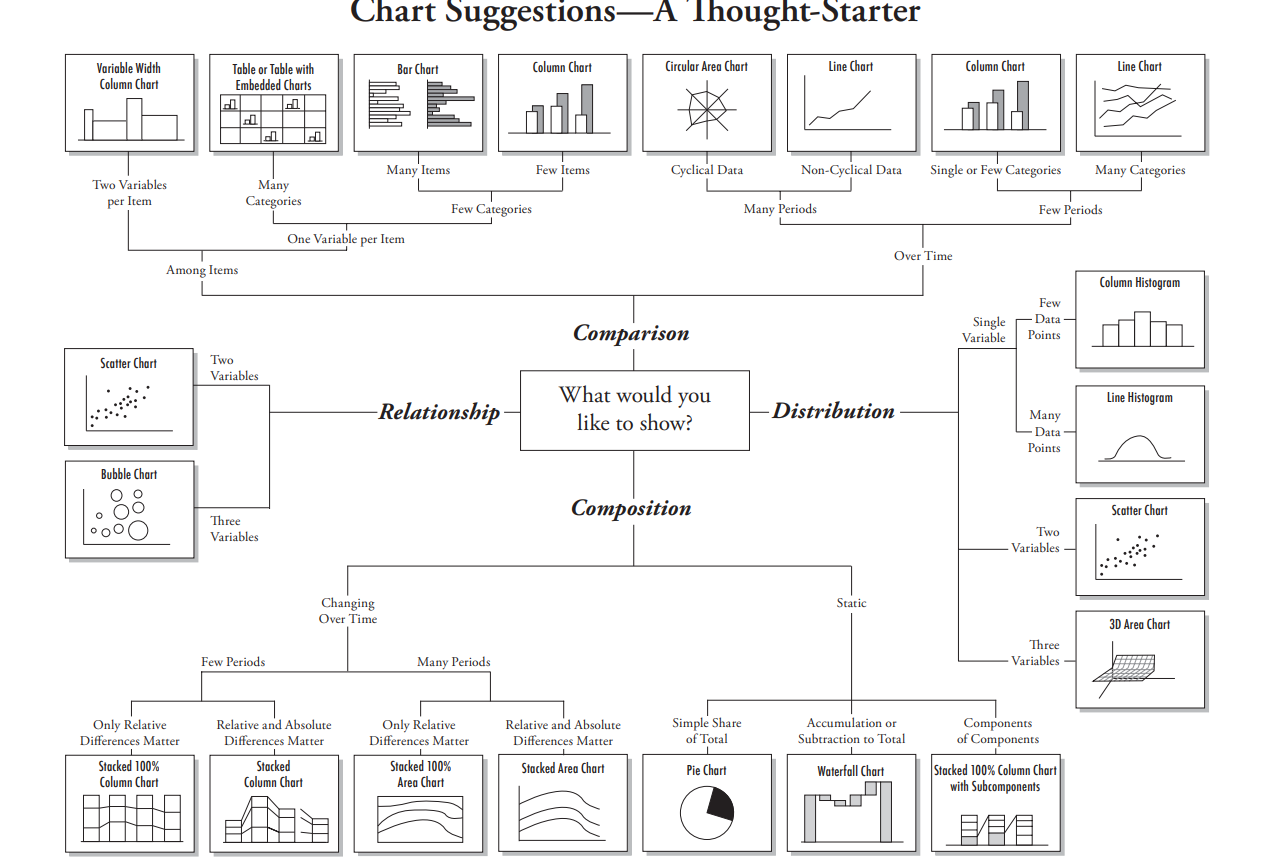 Chart Suggestions—A Thought-Starter
Variable Width
Column Chart
Table or Table with
Embedded Charts
Bar Chart
Column Chart
Circular Area Chart
Line Chart
Column Chart
Line Chart
Two Variables
per Item
Many
Categories
Many Items
Few Items
Cyclical Data
Non-Cyclical Data
Single or Few Categories
Many Categories
Few Categories
Many Periods
Few Periods
One Variable per Item
Over Time
Among Items
Comparison
What would you
like to show?
Relationship
Two
Variables
Scatter Chart
Bubble Chart
Three
Variables
Distribution
Single
Variable
Few
Data
Points
Column Histogram
Many
Data
Points
Line Histogram
Two
Variables
Scatter Chart
Three
Variables
3D Area Chart
Composition
Changing
Over Time
Static
Few Periods
Many Periods
Only Relative
Differences Matter
Relative and Absolute
Differences Matter
Only Relative
Differences Matter
Relative and Absolute
Differences Matter
Simple Share
of Total
Accumulation or
Subtraction to Total
Components
of Components
Stacked 100%
Column Chart
Stacked
Column Chart
Stacked 100%
Area Chart
Stacked Area Chart
Pie Chart
Waterfall Chart
Stacked 100% Column Chart
with Subcomponents